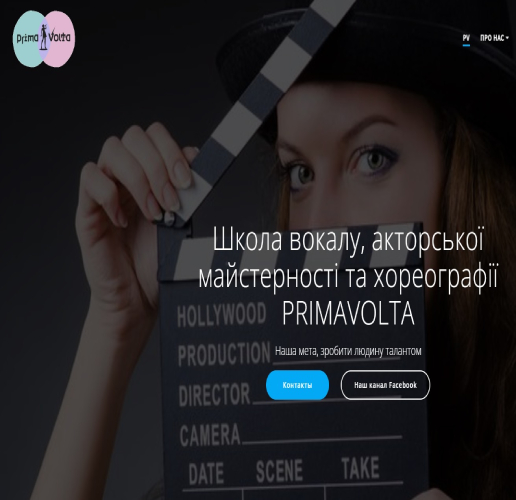 prima Volta
PV ПРО НАС
Школа вокалу, акторської
майстерності та хореографії
PRIMAVOLTA
Наша мета, зробити людину талантом
Контакты Наш канал Facebook
HOLLYWOOD
PRODUCTION
DIRECTOR
CAMERA
DATE SCENE TAKE